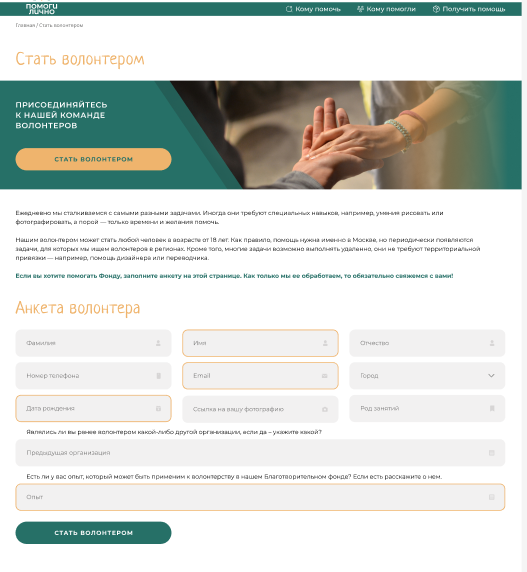 ПОМОГИ
ЛИЧНО
Кому помочь
Кому помогли
Получить помощь
Главная / Стать волонтером
Стать волонтером
ПРИСОЕДИНЯЙТЕСЬ
К НАШЕЙ КОМАНДЕ
ВОЛОНТЕРОВ
СТАТЬ ВОЛОНТЕРОМ
Ежедневно мы сталкиваемся с самыми разными задачами. Иногда они требуют специальных навыков, например, умения рисовать или
фотографировать, а порой — только времени и желания помочь.
Нашим волонтером может стать любой человек в возрасте от 18 лет. Как правило, помощь нужна именно в Москве, но периодически появляются
задачи, для которых мы ищем волонтеров в регионах. Кроме того, многие задачи возможно выполнять удаленно, они не требуют территориальной
привязки — например, помощь дизайнера или переводчика.
Если вы хотите помогать Фонду, заполните анкету на этой странице. Как только мы ее обработаем, то обязательно свяжемся с вами!
Анкета волонтера
Фамилия
Имя
Отчество
Номер телефона
Email
Город
Дата рождения
Ссылка на вашу фотографию
Род занятий
Являлись ли вы ранее волонтером какой-либо другой организации, если да – укажите какой?
Предыдущая организация
Есть ли у вас опыт, который может быть применим к волонтерству в нашем Благотворительном фонде? Если есть расскажите о нем.
Опыт
СТАТЬ ВОЛОНТЕРОМ